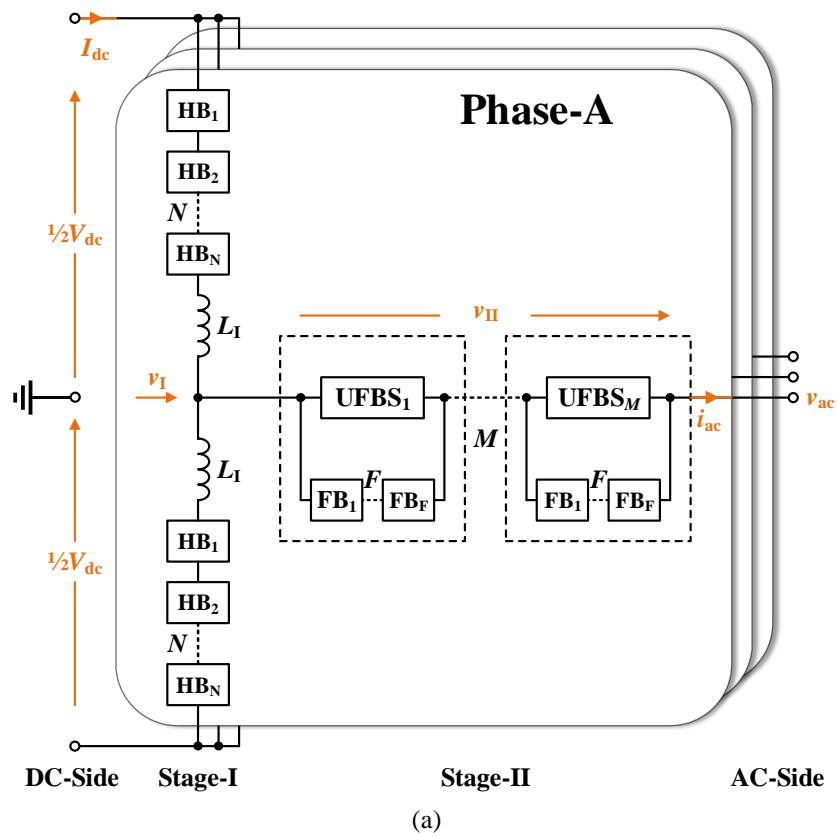 I_dc
Phase-A
HB_1
HB_2
N
HB_N
½V_dc
L_I
v_II
v_I
UFBS_1
UFBS_M
M
v_ac
i_ac
L_I
F
F
FB_1
FB_F
FB_1
FB_F
HB_1
½V_dc
HB_2
N
HB_N
DC-Side
Stage-I
Stage-II
AC-Side
(a)